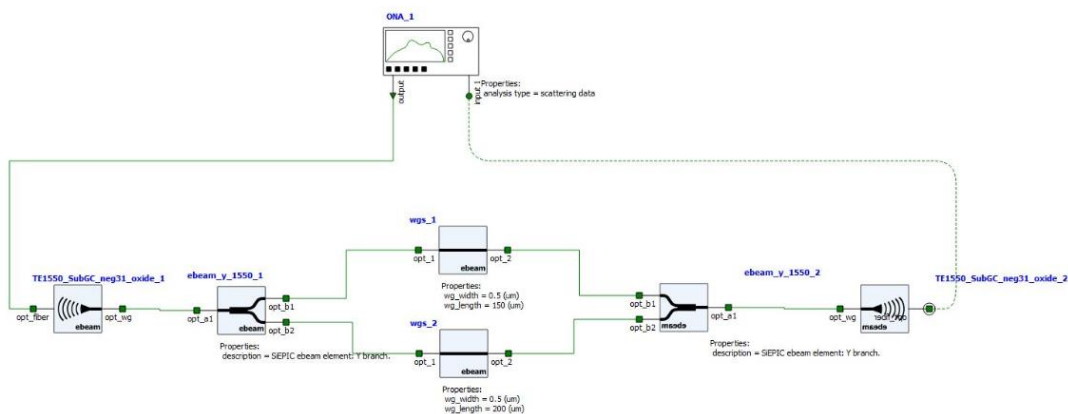 ONA_1
output
input 1
Properties:
analysis type = scattering data
wgs_1
opt_1
opt_2
ebeam
Properties:
wg_width = 0.5 (um)
wg_length = 150 (um)
TE1550_SubGC_neg31_oxide_1
opt_fiber
opt_wg
ebeam
ebeam_y_1550_1
opt_a1
opt_b1
opt_b2
ebeam
Properties:
description = SiEPIC ebeam element: Y branch.
wgs_2
opt_1
opt_2
ebeam
Properties:
wg_width = 0.5 (um)
wg_length = 200 (um)
ebeam_y_1550_2
opt_b1
opt_b2
opt_a1
ebeam
Properties:
description = SiEPIC ebeam element: Y branch.
TE1550_SubGC_neg31_oxide_2
opt_wg
opt_fiber
ebeam